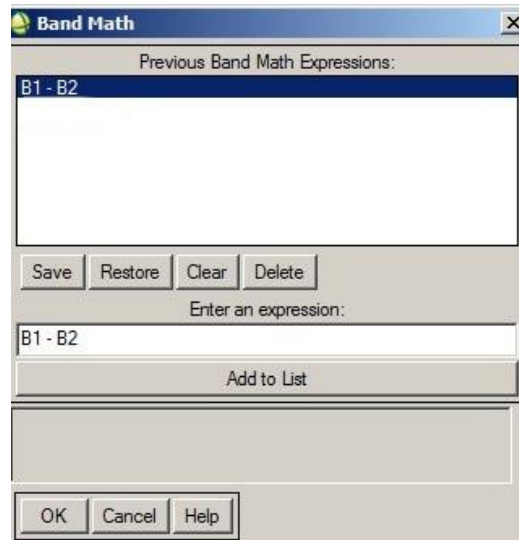 Band Math
Previous Band Math Expressions:
B1 - B2
Save Restore Clear Delete
Enter an expression:
B1 - B2
Add to List
OK Cancel Help